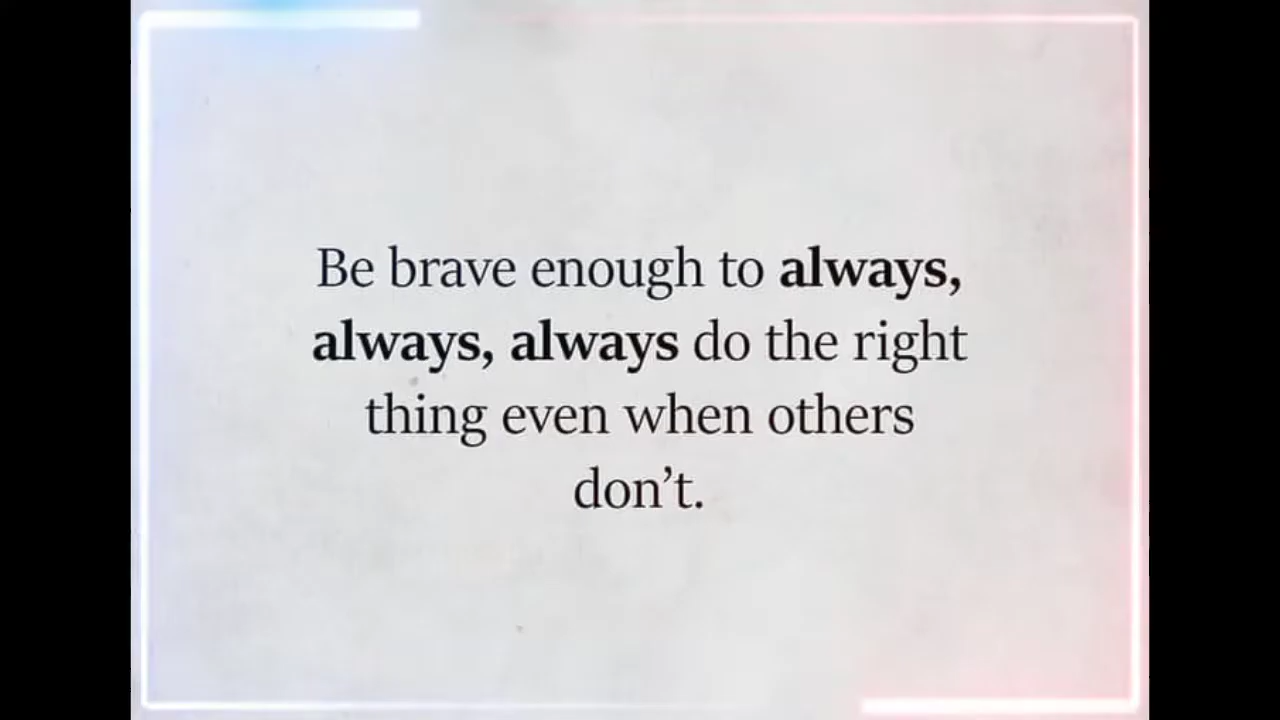 Be brave enough to always,
always, always do the right
thing even when others
don’t.